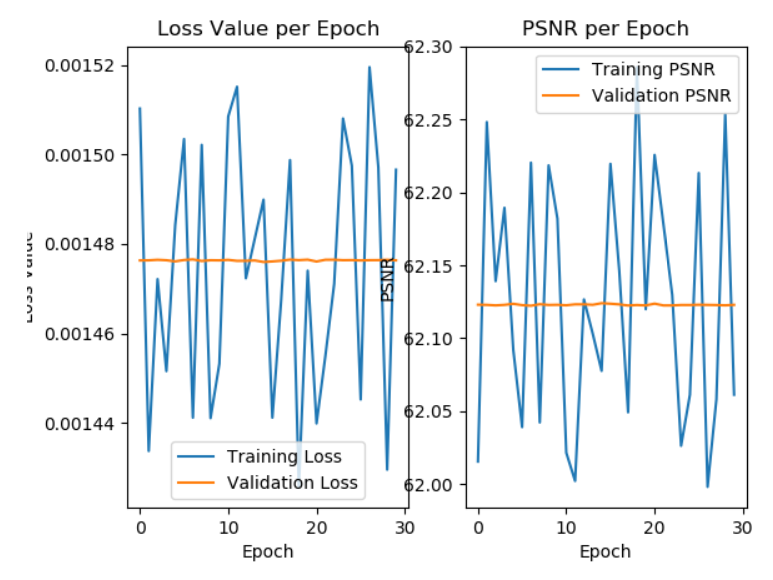 Loss Value per Epoch
0.00152
0.00150
0.00148
0.00146
0.00144
Loss Value
Training Loss
Validation Loss
0
10
20
30
Epoch
PSNR per Epoch
62.30
62.25
62.20
62.15
62.10
62.05
62.00
PSNR
Training PSNR
Validation PSNR
0
10
20
30
Epoch